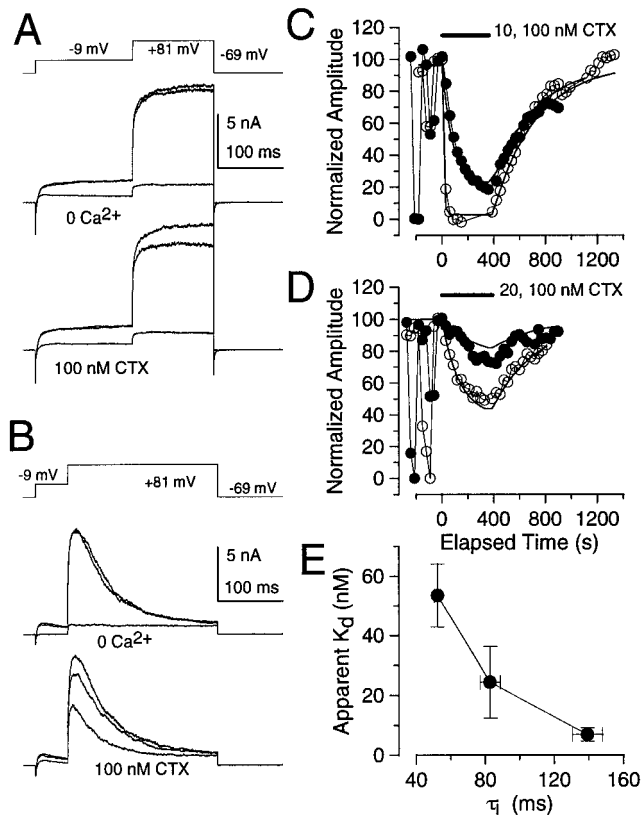 A
-9 mV
+81 mV
-69 mV
5 nA
100 ms
0 Ca2+
100 nM CTX
B
-9 mV
+81 mV
-69 mV
5 nA
100 ms
0 Ca2+
100 nM CTX
C
10, 100 nM CTX
Normalized Amplitude
120
100
80
60
40
20
0
0 400 800 1200
D
20, 100 nM CTX
Normalized Amplitude
120
100
80
60
40
20
0
0 400 800 1200
Elapsed Time (s)
E
Apparent Kd (nM)
60
40
20
0
40 80 120 160
τi (ms)